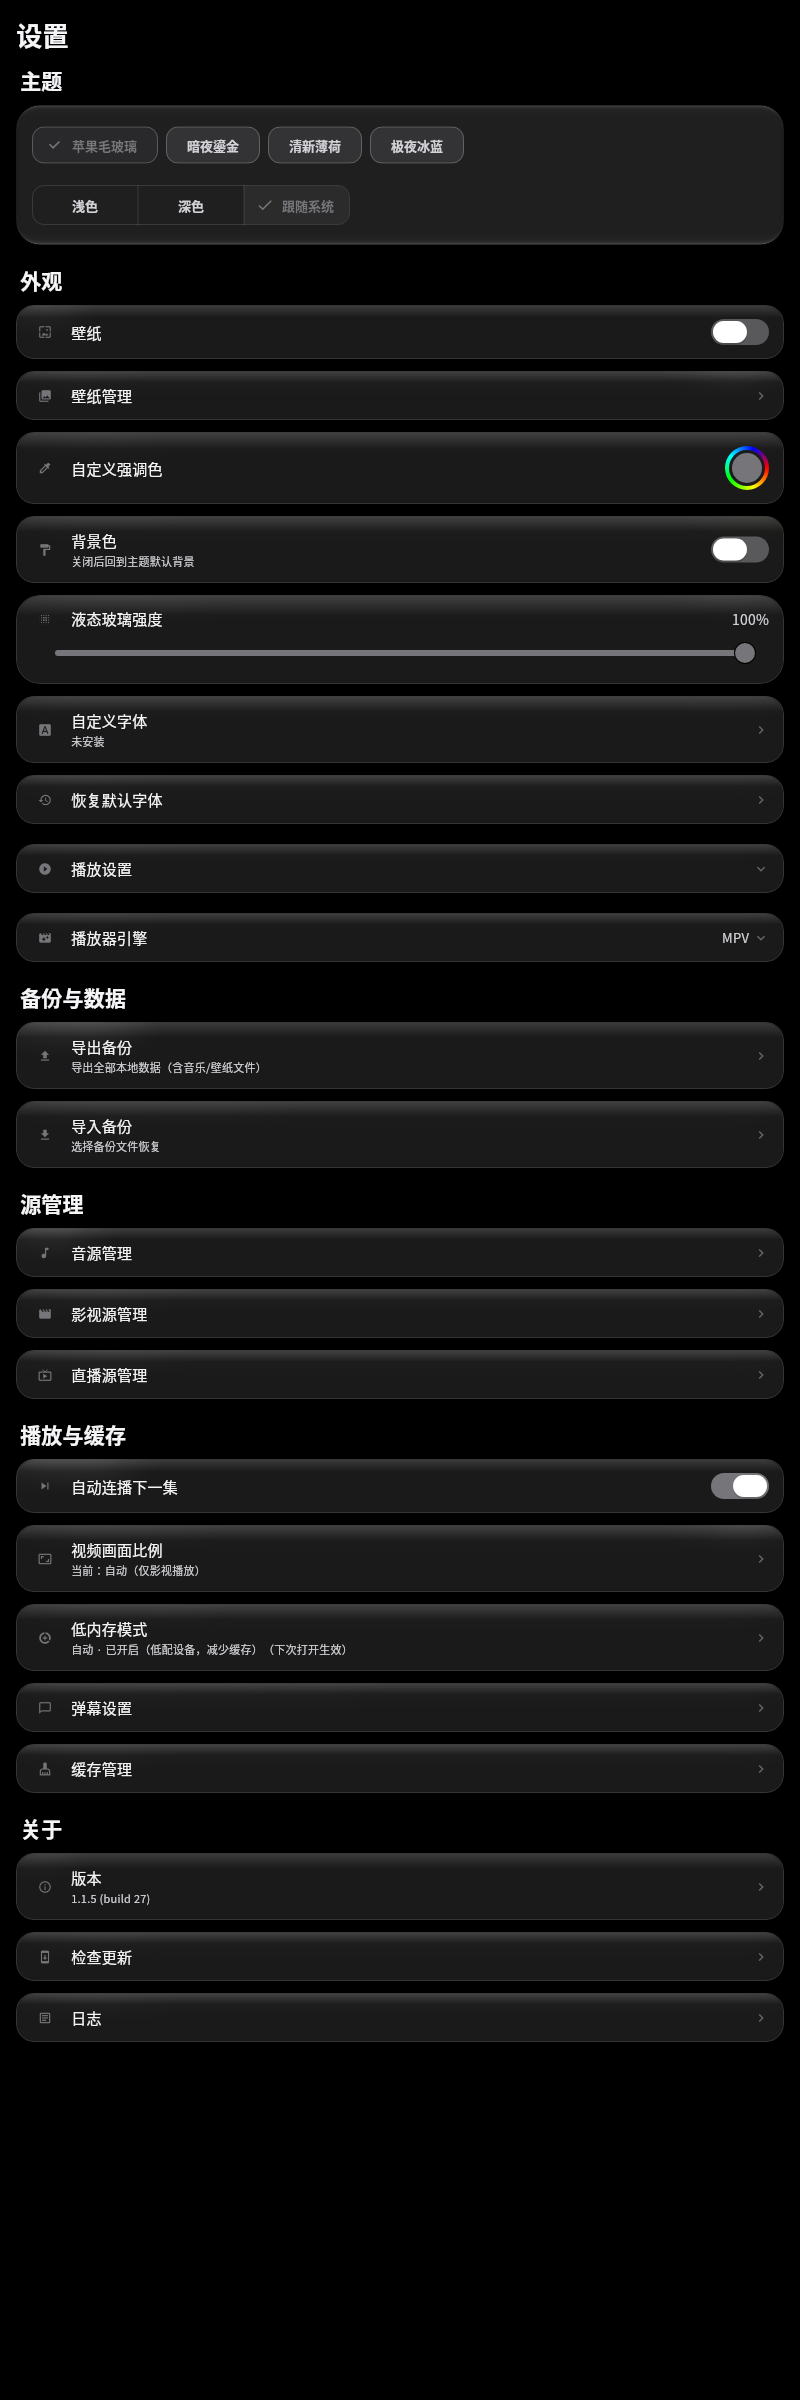 设置
主题
苹果毛玻璃 暗夜鎏金 清新薄荷 极夜冰蓝
浅色 深色 跟随系统
外观
壁纸
壁纸管理
自定义强调色
背景色
关闭后回到主题默认背景
液态玻璃强度 100%
自定义字体
未安装
恢复默认字体
播放设置
播放器引擎 MPV
备份与数据
导出备份
导出全部本地数据（含音乐/壁纸文件）
导入备份
选择备份文件恢复
源管理
音源管理
影视源管理
直播源管理
播放与缓存
自动连播下一集
视频画面比例
当前：自动（仅影视播放）
低内存模式
自动 · 已开启（低配设备，减少缓存）（下次打开生效）
弹幕设置
缓存管理
关于
版本
1.1.5 (build 27)
检查更新
日志